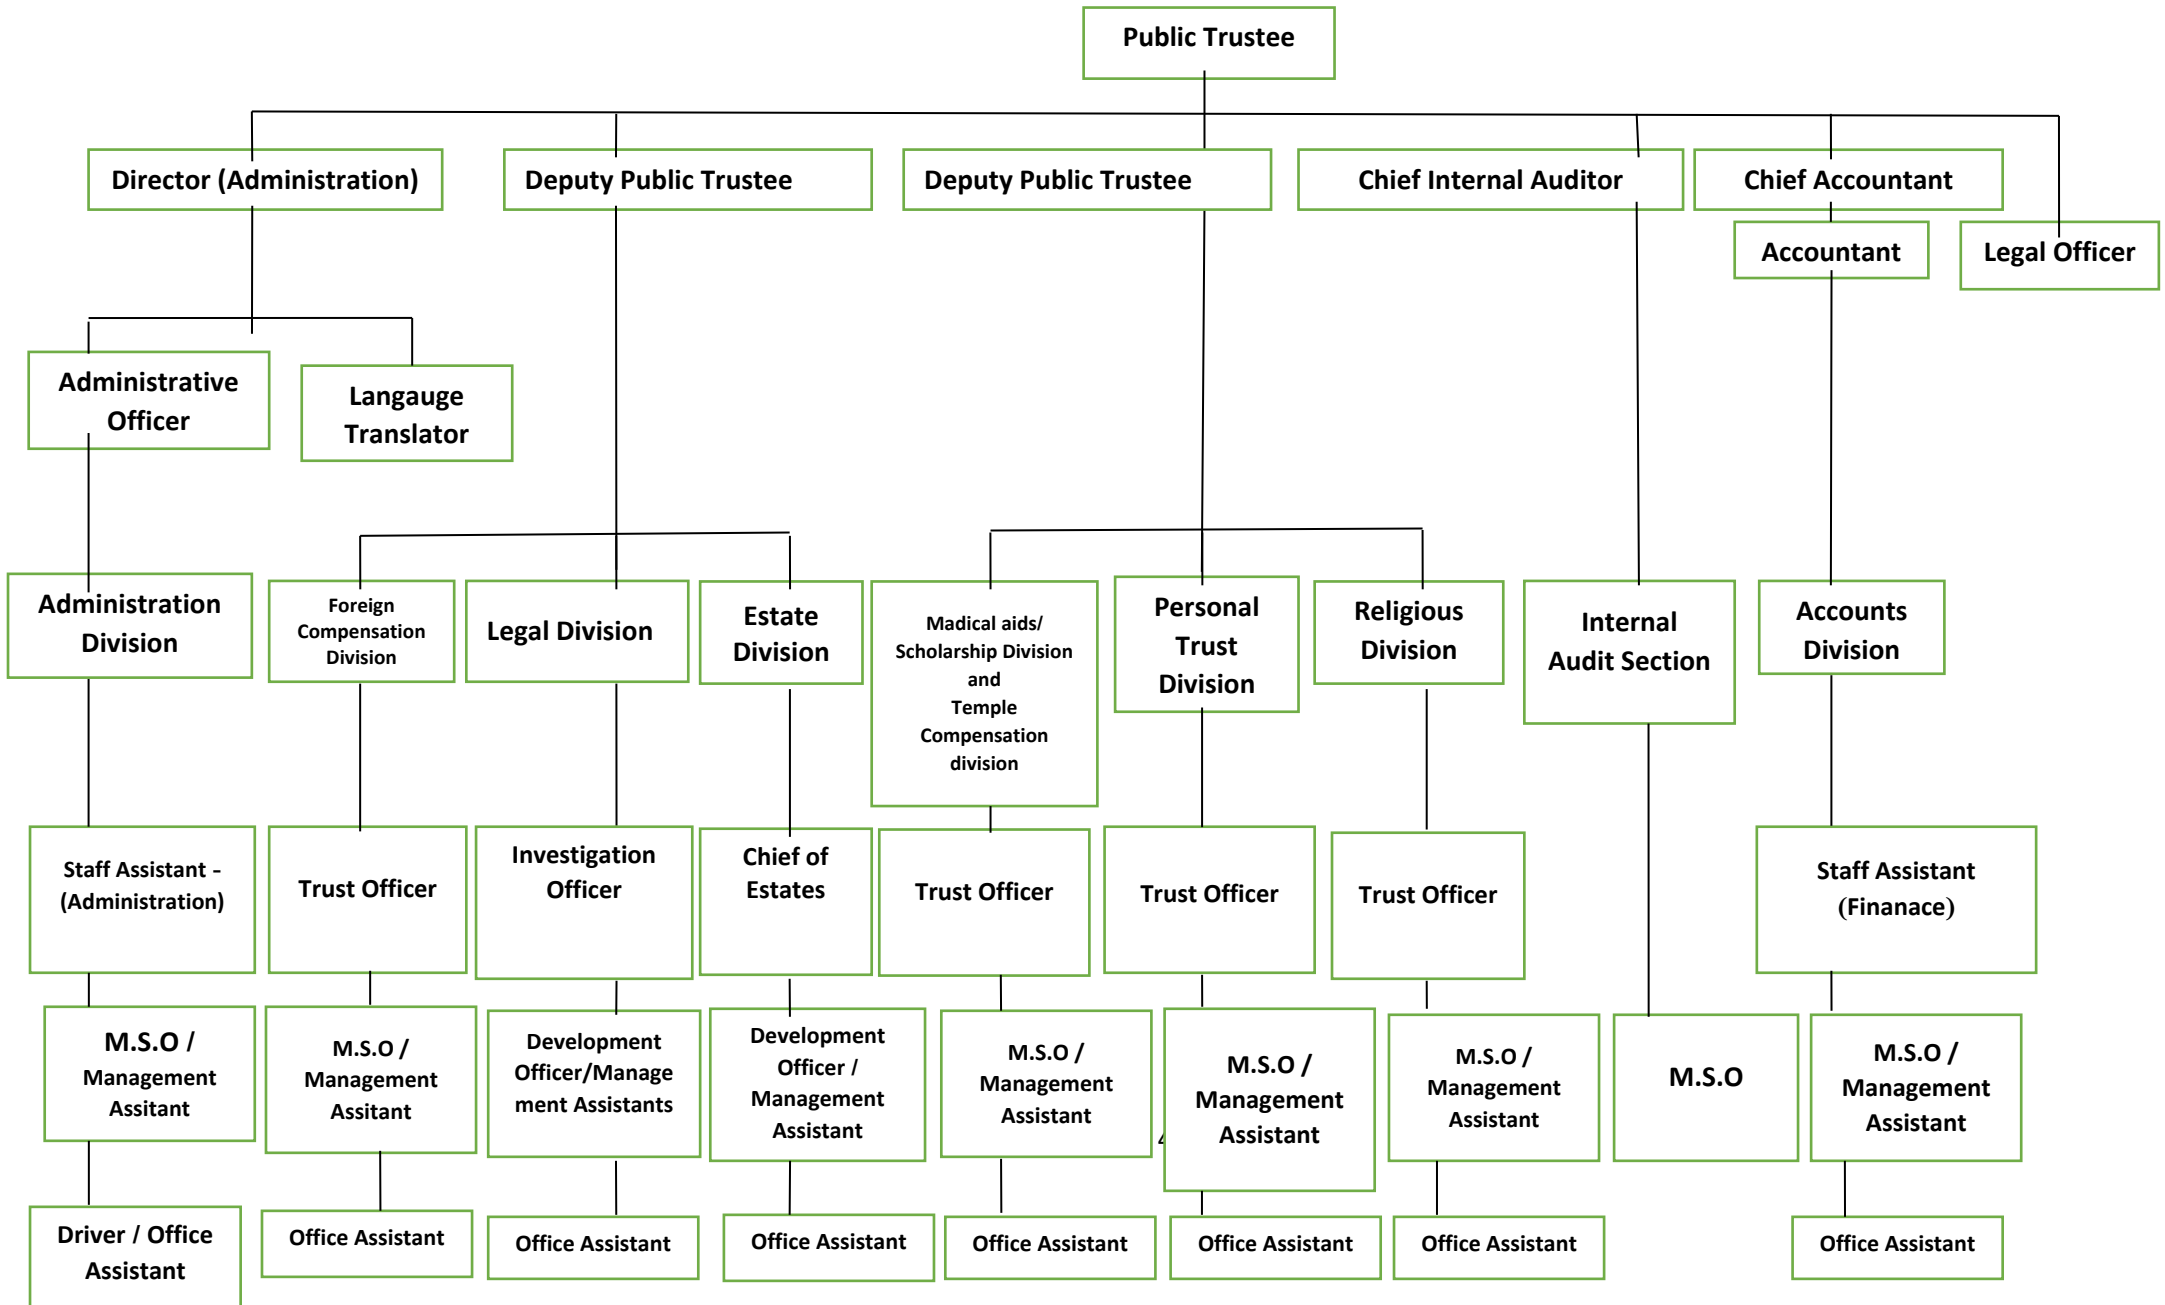 Public Trustee
Director (Administration)
Deputy Public Trustee
Deputy Public Trustee
Chief Internal Auditor
Chief Accountant
Accountant
Legal Officer
Administrative
Officer
Langauge
Translator
Administration
Division
Foreign
Compensation
Division
Legal Division
Estate
Division
Madical aids/
Scholarship Division
and
Temple
Compensation
division
Personal
Trust
Division
Religious
Division
Internal
Audit Section
Accounts
Division
Staff Assistant -
(Administration)
Trust Officer
Investigation
Officer
Chief of
Estates
Trust Officer
Trust Officer
Trust Officer
Staff Assistant
(Finanace)
M.S.O /
Management
Assitant
M.S.O /
Management
Assitant
Development
Officer/Manage
ment Assistants
Development
Officer /
Management
Assistant
M.S.O /
Management
Assistant
M.S.O /
Management
Assistant
M.S.O /
Management
Assistant
M.S.O
M.S.O /
Management
Assistant
Driver / Office
Assistant
Office Assistant
Office Assistant
Office Assistant
Office Assistant
Office Assistant
Office Assistant
Office Assistant